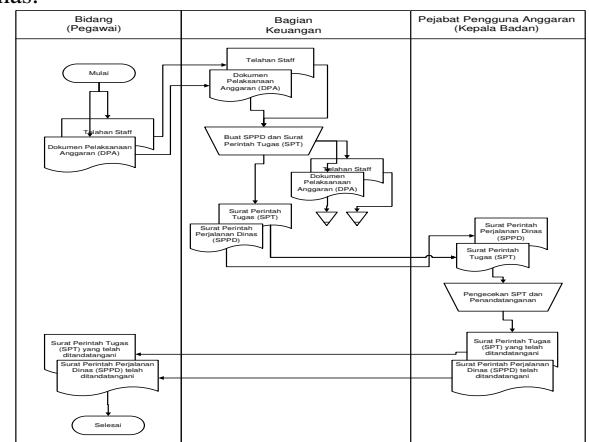 nas.
Bidang
(Pegawai)
Bagian
Keuangan
Pejabat Pengguna Anggaran
(Kepala Badan)
Mulai
Telahan Staff
Dokumen Pelaksanaan
Anggaran (DPA)
Telahan Staff
Dokumen
Pelaksanaan
Anggaran (DPA)
Buat SPPD dan Surat
Perintah Tugas (SPT)
Telahan Staff
Dokumen
Pelaksanaan
Anggaran (DPA)
Surat Perintah
Tugas (SPT)
Surat Perintah
Perjalanan Dinas
(SPPD)
Surat Perintah
Perjalanan Dinas
(SPPD)
Surat Perintah
Tugas (SPT)
Pengecekan SPT dan
Penandatanganan
Surat Perintah Tugas
(SPT) yang telah
ditandatangani
Surat Perintah Perjalanan
Dinas (SPPD) telah
ditandatangani
Surat Perintah Tugas
(SPT) yang telah
ditandatangani
Surat Perintah Perjalanan
Dinas (SPPD) telah
ditandatangani
Selesai